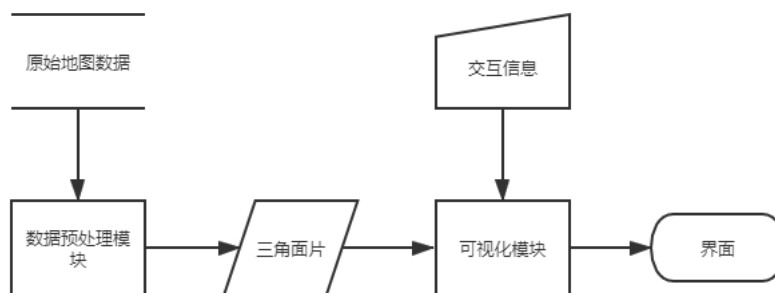 原始地图数据
交互信息
数据预处理模
块
三角面片
可视化模块
界面